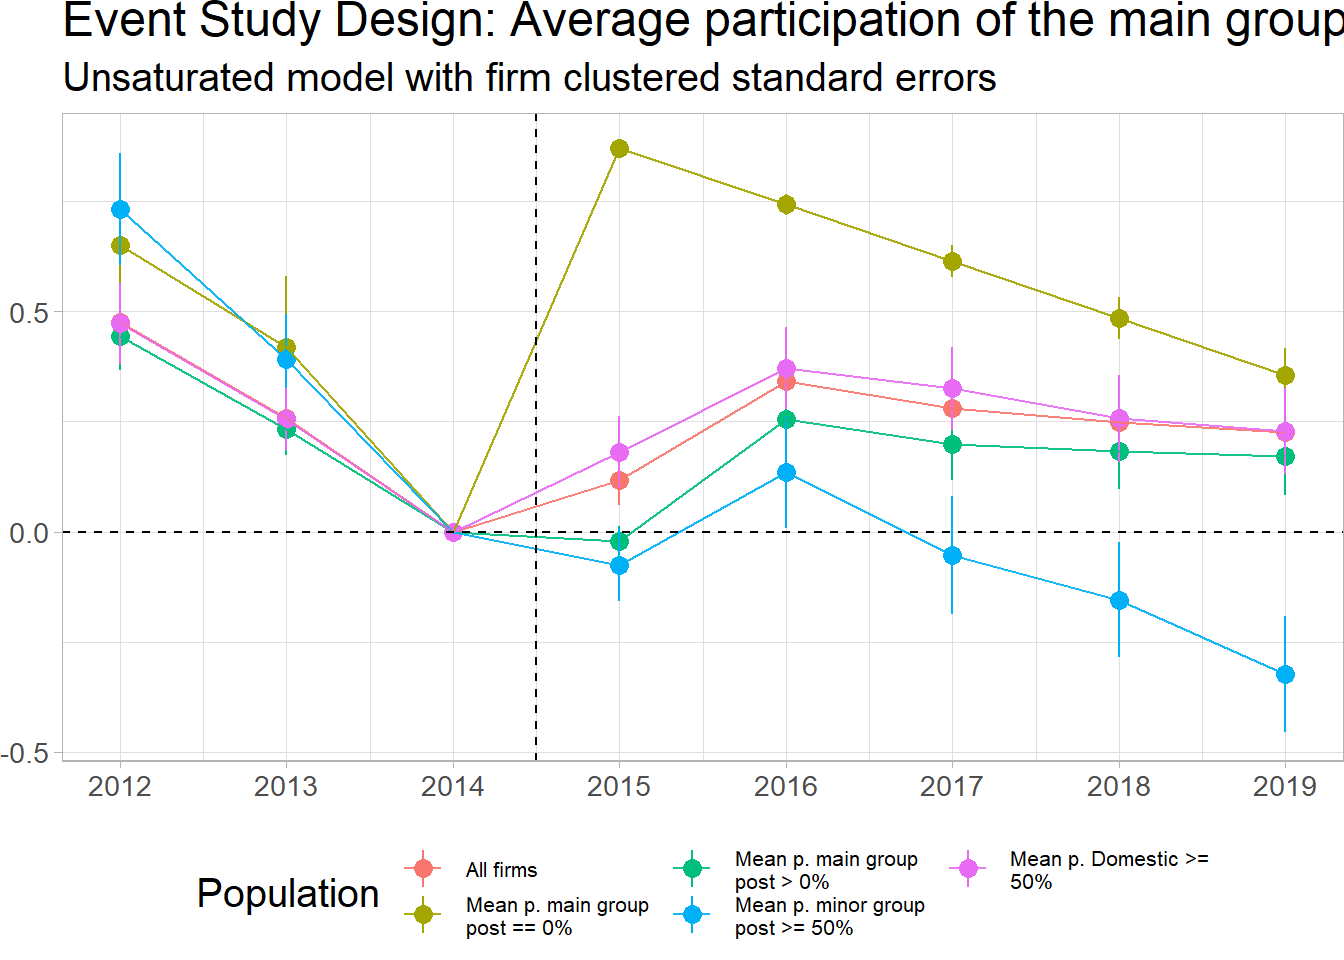 Event Study Design: Average participation of the main group
Unsaturated model with firm clustered standard errors
0.5
0.0
-0.5
2012 2013 2014 2015 2016 2017 2018 2019
Population
All firms
Mean p. main group
post == 0%
Mean p. main group
post > 0%
Mean p. minor group
post >= 50%
Mean p. Domestic >=
50%